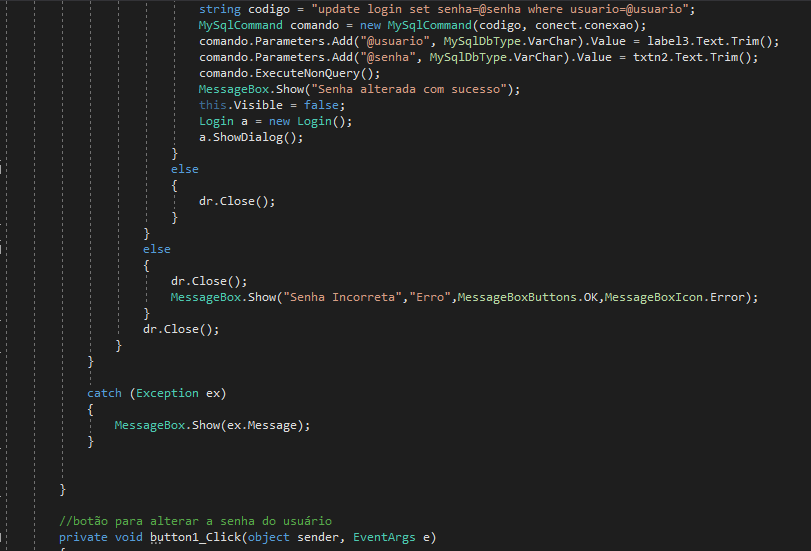 string codigo = "update login set senha=@senha where usuario=@usuario";
MySqlCommand comando = new MySqlCommand(codigo, conect.conexao);
comando.Parameters.Add("@usuario", MySqlDbType.VarChar).Value = label3.Text.Trim();
comando.Parameters.Add("@senha", MySqlDbType.VarChar).Value = txtn2.Text.Trim();
comando.ExecuteNonQuery();
MessageBox.Show("Senha alterada com sucesso");
this.Visible = false;
Login a = new Login();
a.ShowDialog();
}
else
{
dr.Close();
}
}
else
{
dr.Close();
MessageBox.Show("Senha Incorreta","Erro",MessageBoxButtons.OK,MessageBoxIcon.Error);
}
dr.Close();
}
}
catch (Exception ex)
{
MessageBox.Show(ex.Message);
}
}
//botão para alterar a senha do usuário
private void button1_Click(object sender, EventArgs e)
{